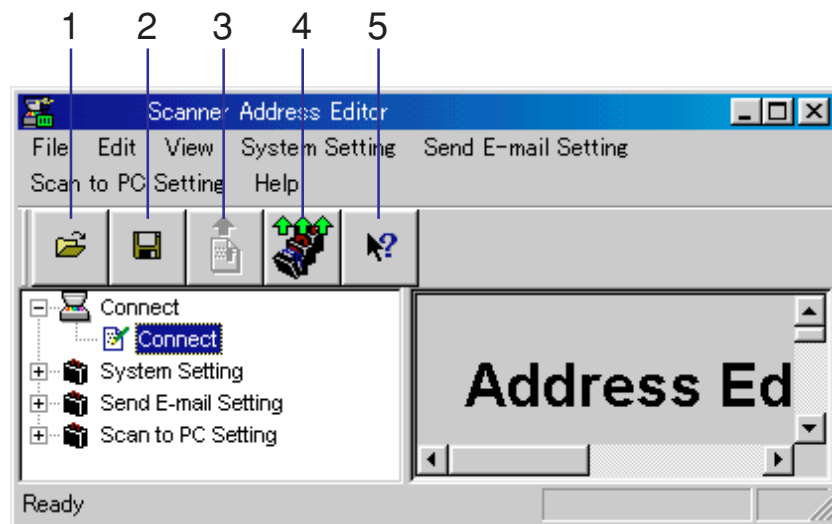 1 2 3 4 5
Scanner Address Editor
File Edit View System Setting Send E-mail Setting
Scan to PC Setting Help
Connect
Connect
System Setting
Send E-mail Setting
Scan to PC Setting
Address Ed
Ready